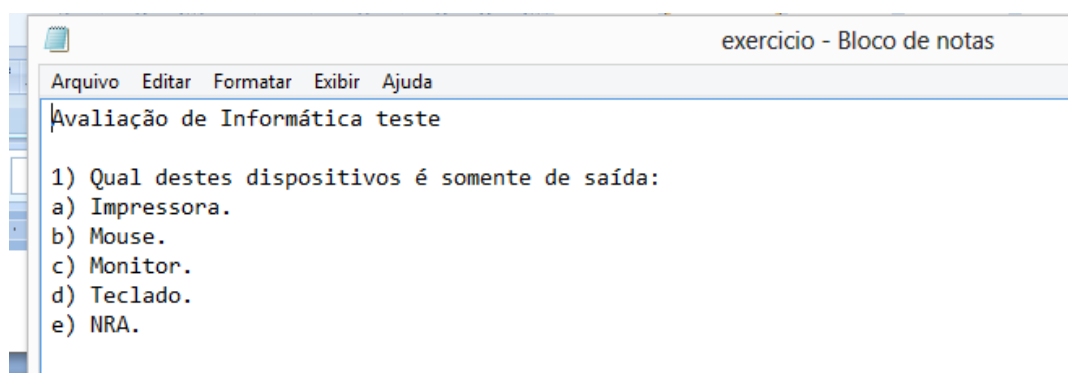 exercicio - Bloco de notas
Arquivo Editar Formatar Exibir Ajuda
Avaliação de Informática teste
1) Qual destes dispositivos é somente de saída:
a) Impressora.
b) Mouse.
c) Monitor.
d) Teclado.
e) NRA.